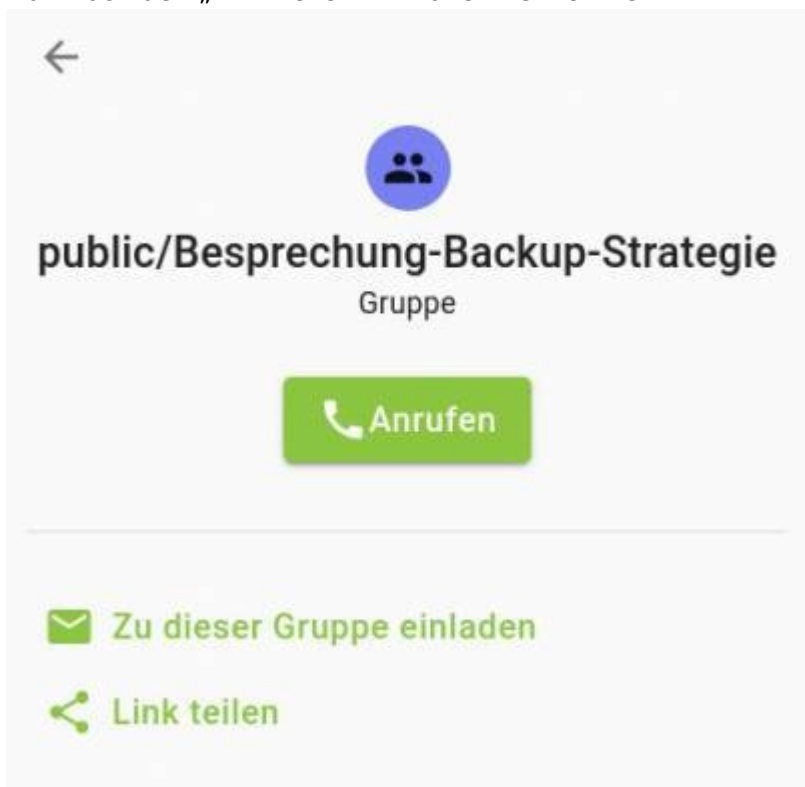 public/Besprechung-Backup-Strategie
Gruppe
Anrufen
Zu dieser Gruppe einladen
Link teilen